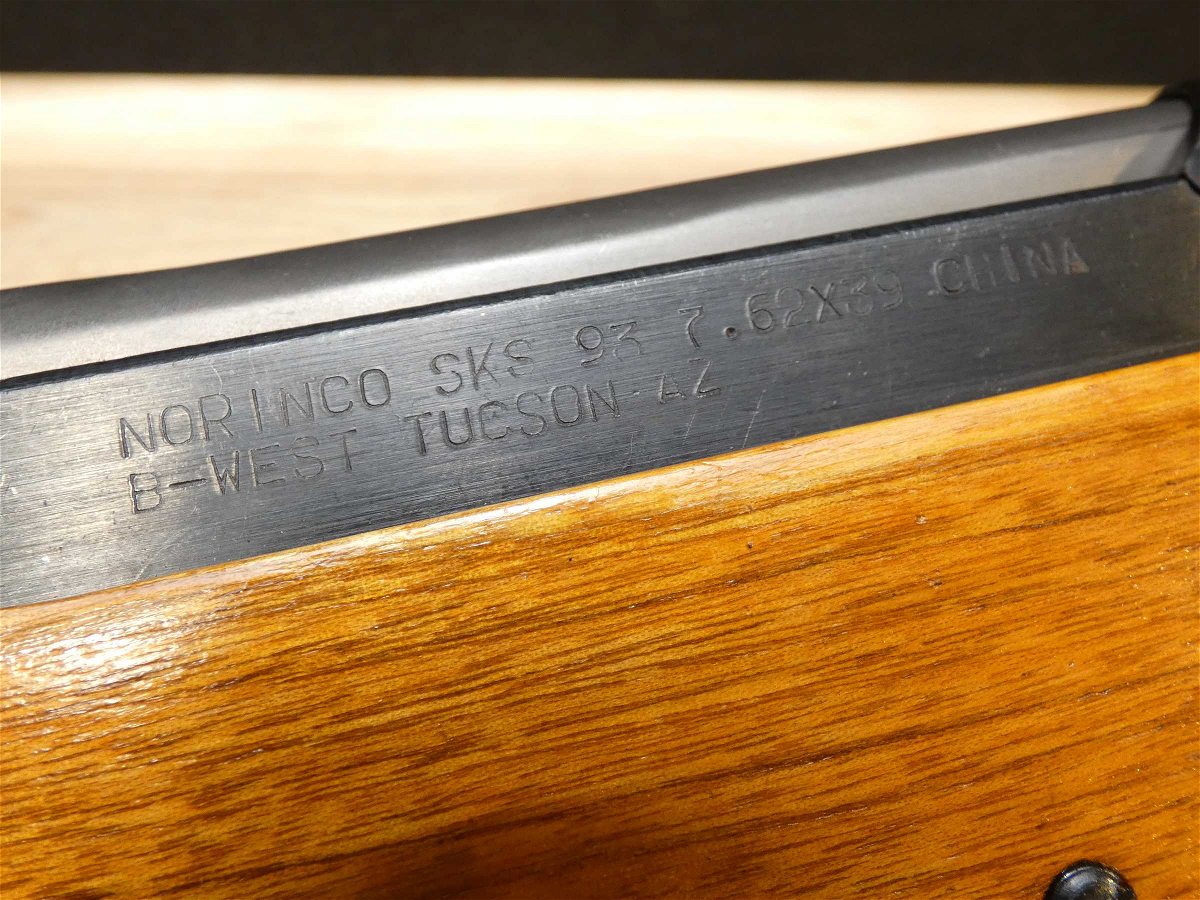 NORINCO SKS 93 7.62X39 CHINA
B-WEST TUCSON AZ